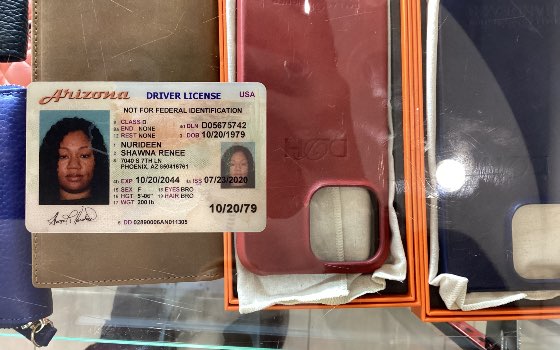 Arizona DRIVER LICENSE USA
NOT FOR FEDERAL IDENTIFICATION
9 CLASS D
9a END NONE
12 REST NONE
4d DLN D05675742
3 DOB 10/20/1979
1 NURIDEEN
2 SHAWNA RENEE
8 7040 S 7TH LN
PHOENIX, AZ 850416761
4b EXP 10/20/2044 4a ISS 07/23/2020
15 SEX F 18 EYES BRO
16 HGT 5'-06" 19 HAIR BRO
17 WGT 200 lb
10/20/79
5 DD 02890006AN011305